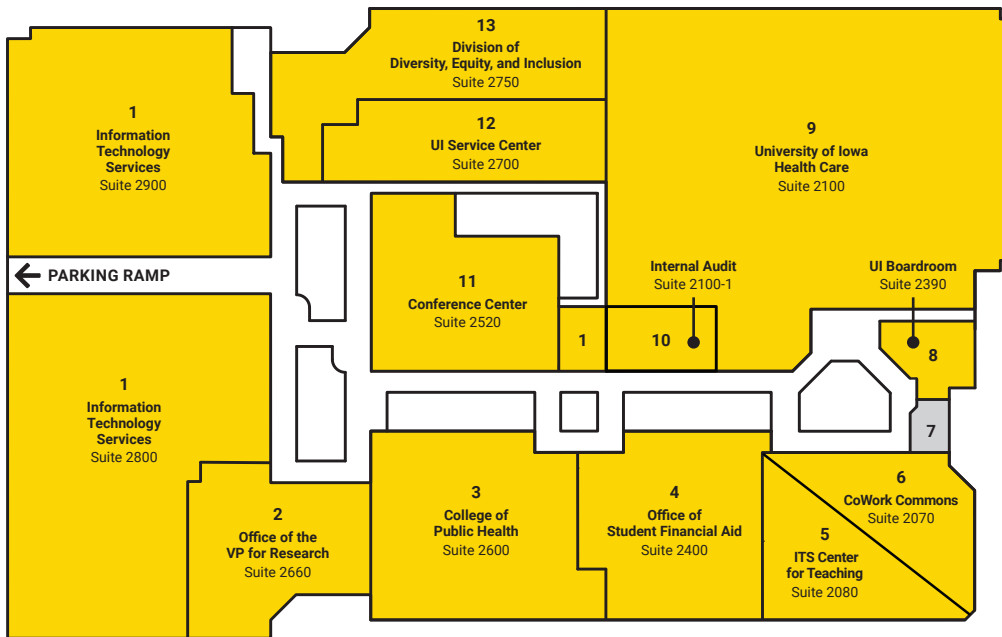 13
Division of
Diversity, Equity, and Inclusion
Suite 2750
1
Information
Technology
Services
Suite 2900
12
UI Service Center
Suite 2700
9
University of Iowa
Health Care
Suite 2100
PARKING RAMP
11
Conference Center
Suite 2520
Internal Audit
Suite 2100-1
UI Boardroom
Suite 2390
1
10
8
7
1
Information
Technology
Services
Suite 2800
2
Office of the
VP for Research
Suite 2660
3
College of
Public Health
Suite 2600
4
Office of
Student Financial Aid
Suite 2400
6
CoWork Commons
Suite 2070
5
ITS Center
for Teaching
Suite 2080